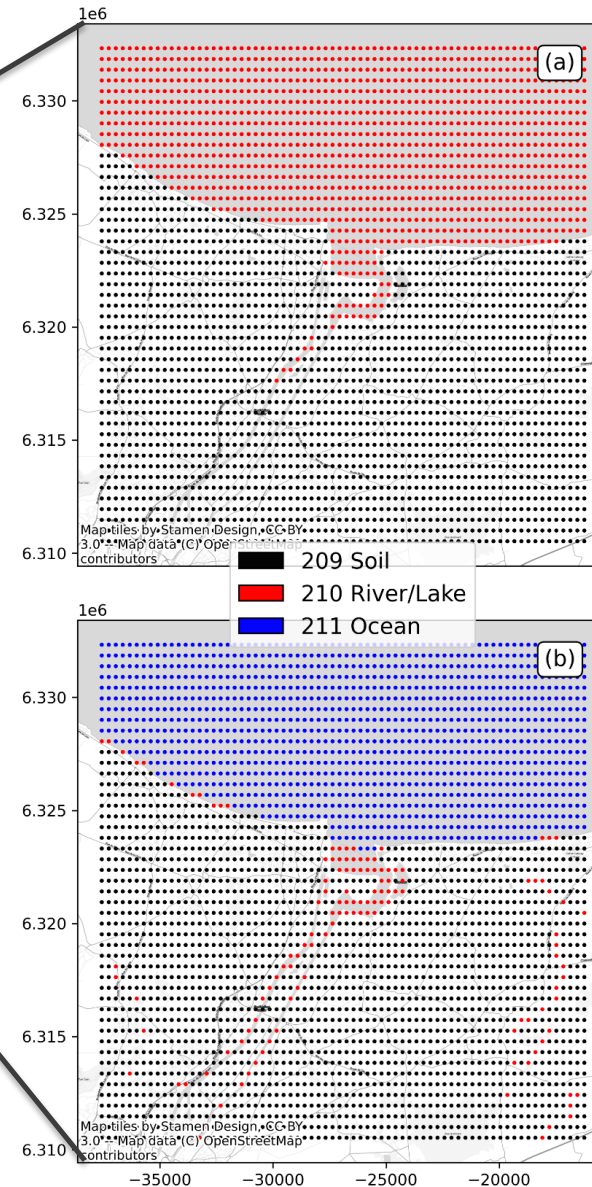 1e6
(a)
6.330
6.325
6.320
6.315
6.310
Map tiles by Stamen Design, CC BY
3.0 -- Map data (C) OpenStreetMap
contributors
209 Soil
210 River/Lake
211 Ocean
1e6
(b)
6.330
6.325
6.320
6.315
6.310
Map tiles by Stamen Design, CC BY
3.0 -- Map data (C) OpenStreetMap
contributors
−35000 −30000 −25000 −20000